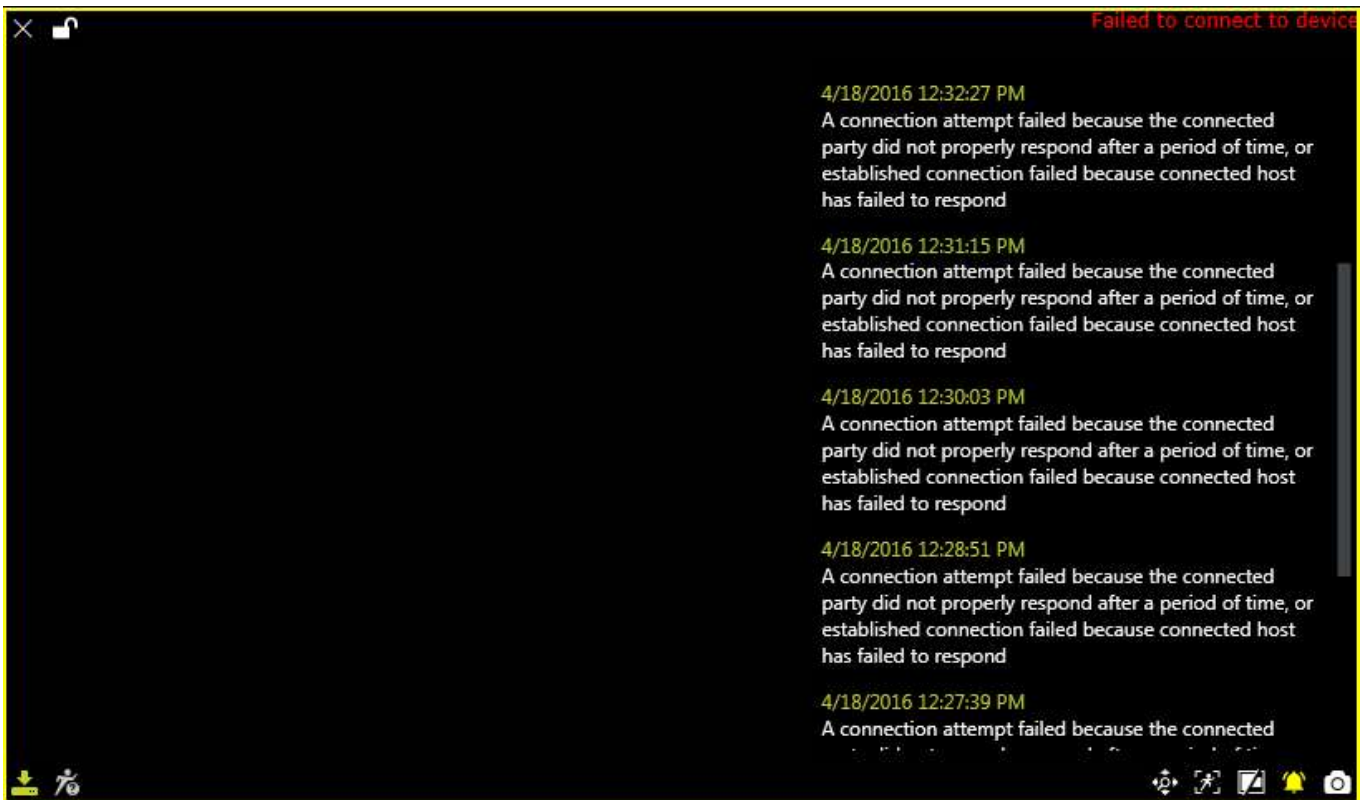 Failed to connect to device
4/18/2016 12:32:27 PM
A connection attempt failed because the connected
party did not properly respond after a period of time, or
established connection failed because connected host
has failed to respond
4/18/2016 12:31:15 PM
A connection attempt failed because the connected
party did not properly respond after a period of time, or
established connection failed because connected host
has failed to respond
4/18/2016 12:30:03 PM
A connection attempt failed because the connected
party did not properly respond after a period of time, or
established connection failed because connected host
has failed to respond
4/18/2016 12:28:51 PM
A connection attempt failed because the connected
party did not properly respond after a period of time, or
established connection failed because connected host
has failed to respond
4/18/2016 12:27:39 PM
A connection attempt failed because the connected